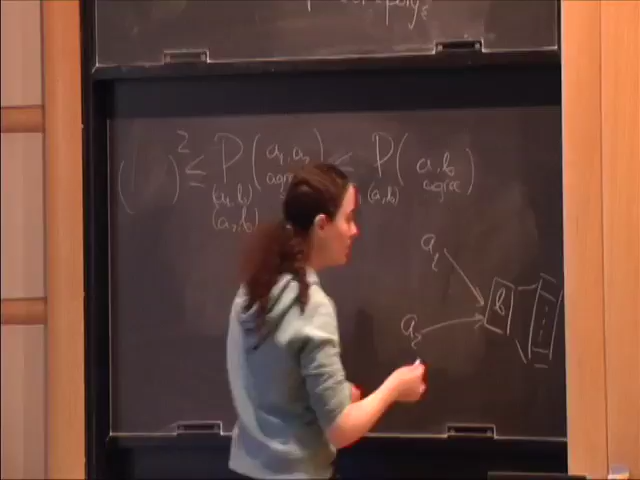 ( )² ≤ P ( a₁, a₂ ≤ P ( a, b )
(a₁, b) agree (a, b) agree
(a₂, b)
a₁
b
a₂